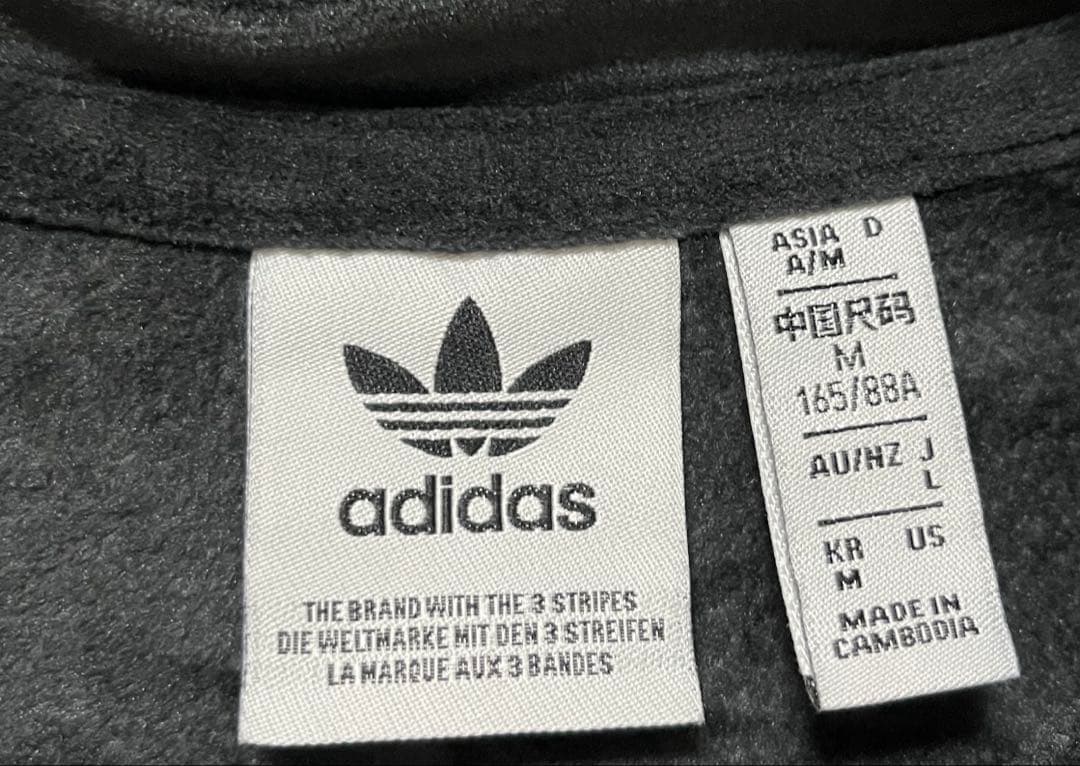 adidas
THE BRAND WITH THE 3 STRIPES
DIE WELTMARKE MIT DEN 3 STREIFEN
LA MARQUE AUX 3 BANDES
ASIA D
A/M
中国尺码
M
165/88A
AU/NZ J
L
KR US
M
MADE IN
CAMBODIA